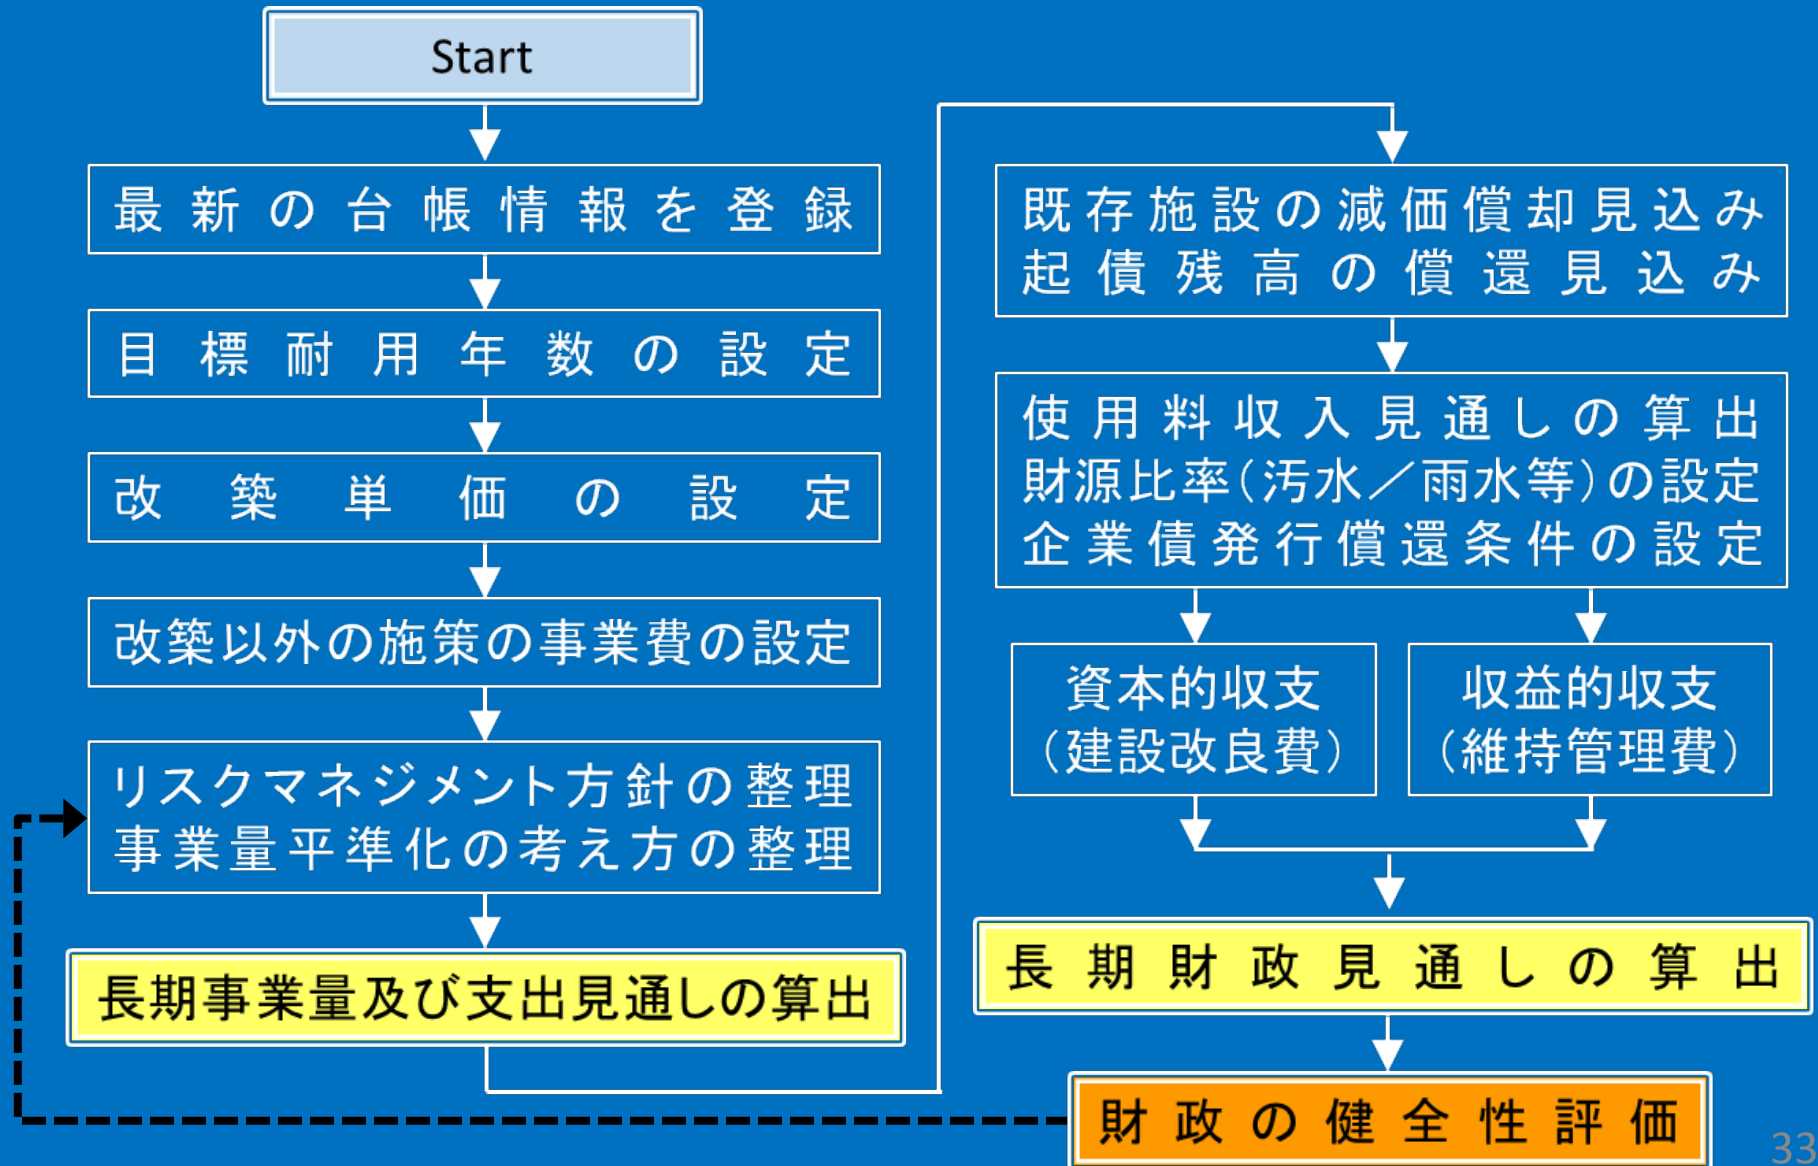 Start
最新の台帳情報を登録
目標耐用年数の設定
改築単価の設定
改築以外の施策の事業費の設定
リスクマネジメント方針の整理
事業量平準化の考え方の整理
長期事業量及び支出見通しの算出
既存施設の減価償却見込み
起債残高の償還見込み
使用料収入見通しの算出
財源比率(汚水／雨水等)の設定
企業債発行償還条件の設定
資本的収支
(建設改良費)
収益的収支
(維持管理費)
長期財政見通しの算出
財政の健全性評価
33